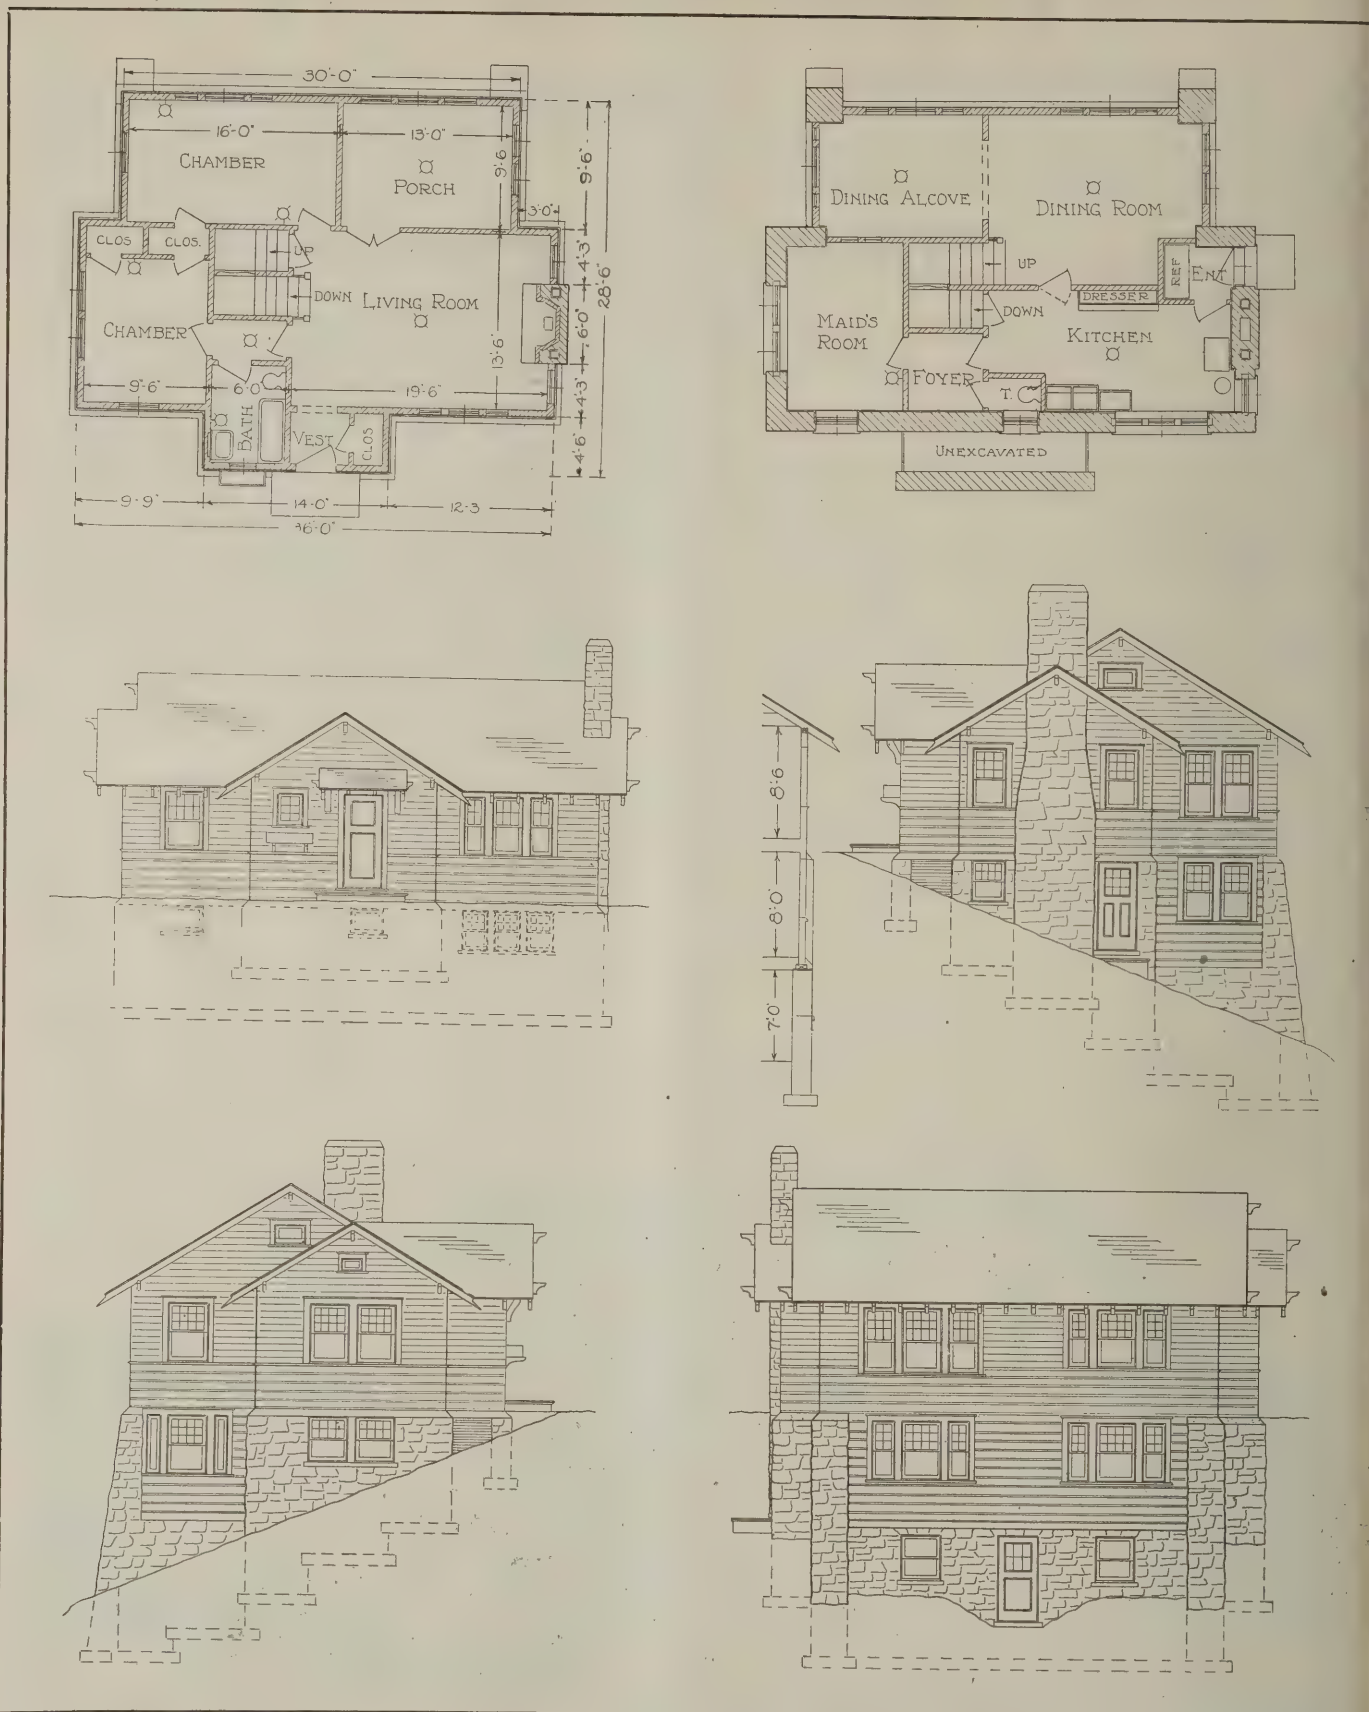 30'-0"
16'-0"
13'-0"
CHAMBER
PORCH
9'-6
9'-6"
3'-0"
CLOS
CLOS.
UP
DOWN
LIVING ROOM
4'-3"
28'-6"
CHAMBER
6'-0"
13'-6"
9'-6"
6'-0"
19'-6"
4'-3"
BATH
VEST
CLOS
4'-6"
9'-9"
14'-0"
12'-3
36'-0"
DINING ALCOVE
DINING ROOM
UP
REF
ENT
DRESSER
DOWN
MAID'S
ROOM
KITCHEN
FOYER
T.
UNEXCAVATED
8'-6
8'-0"
7'-0"